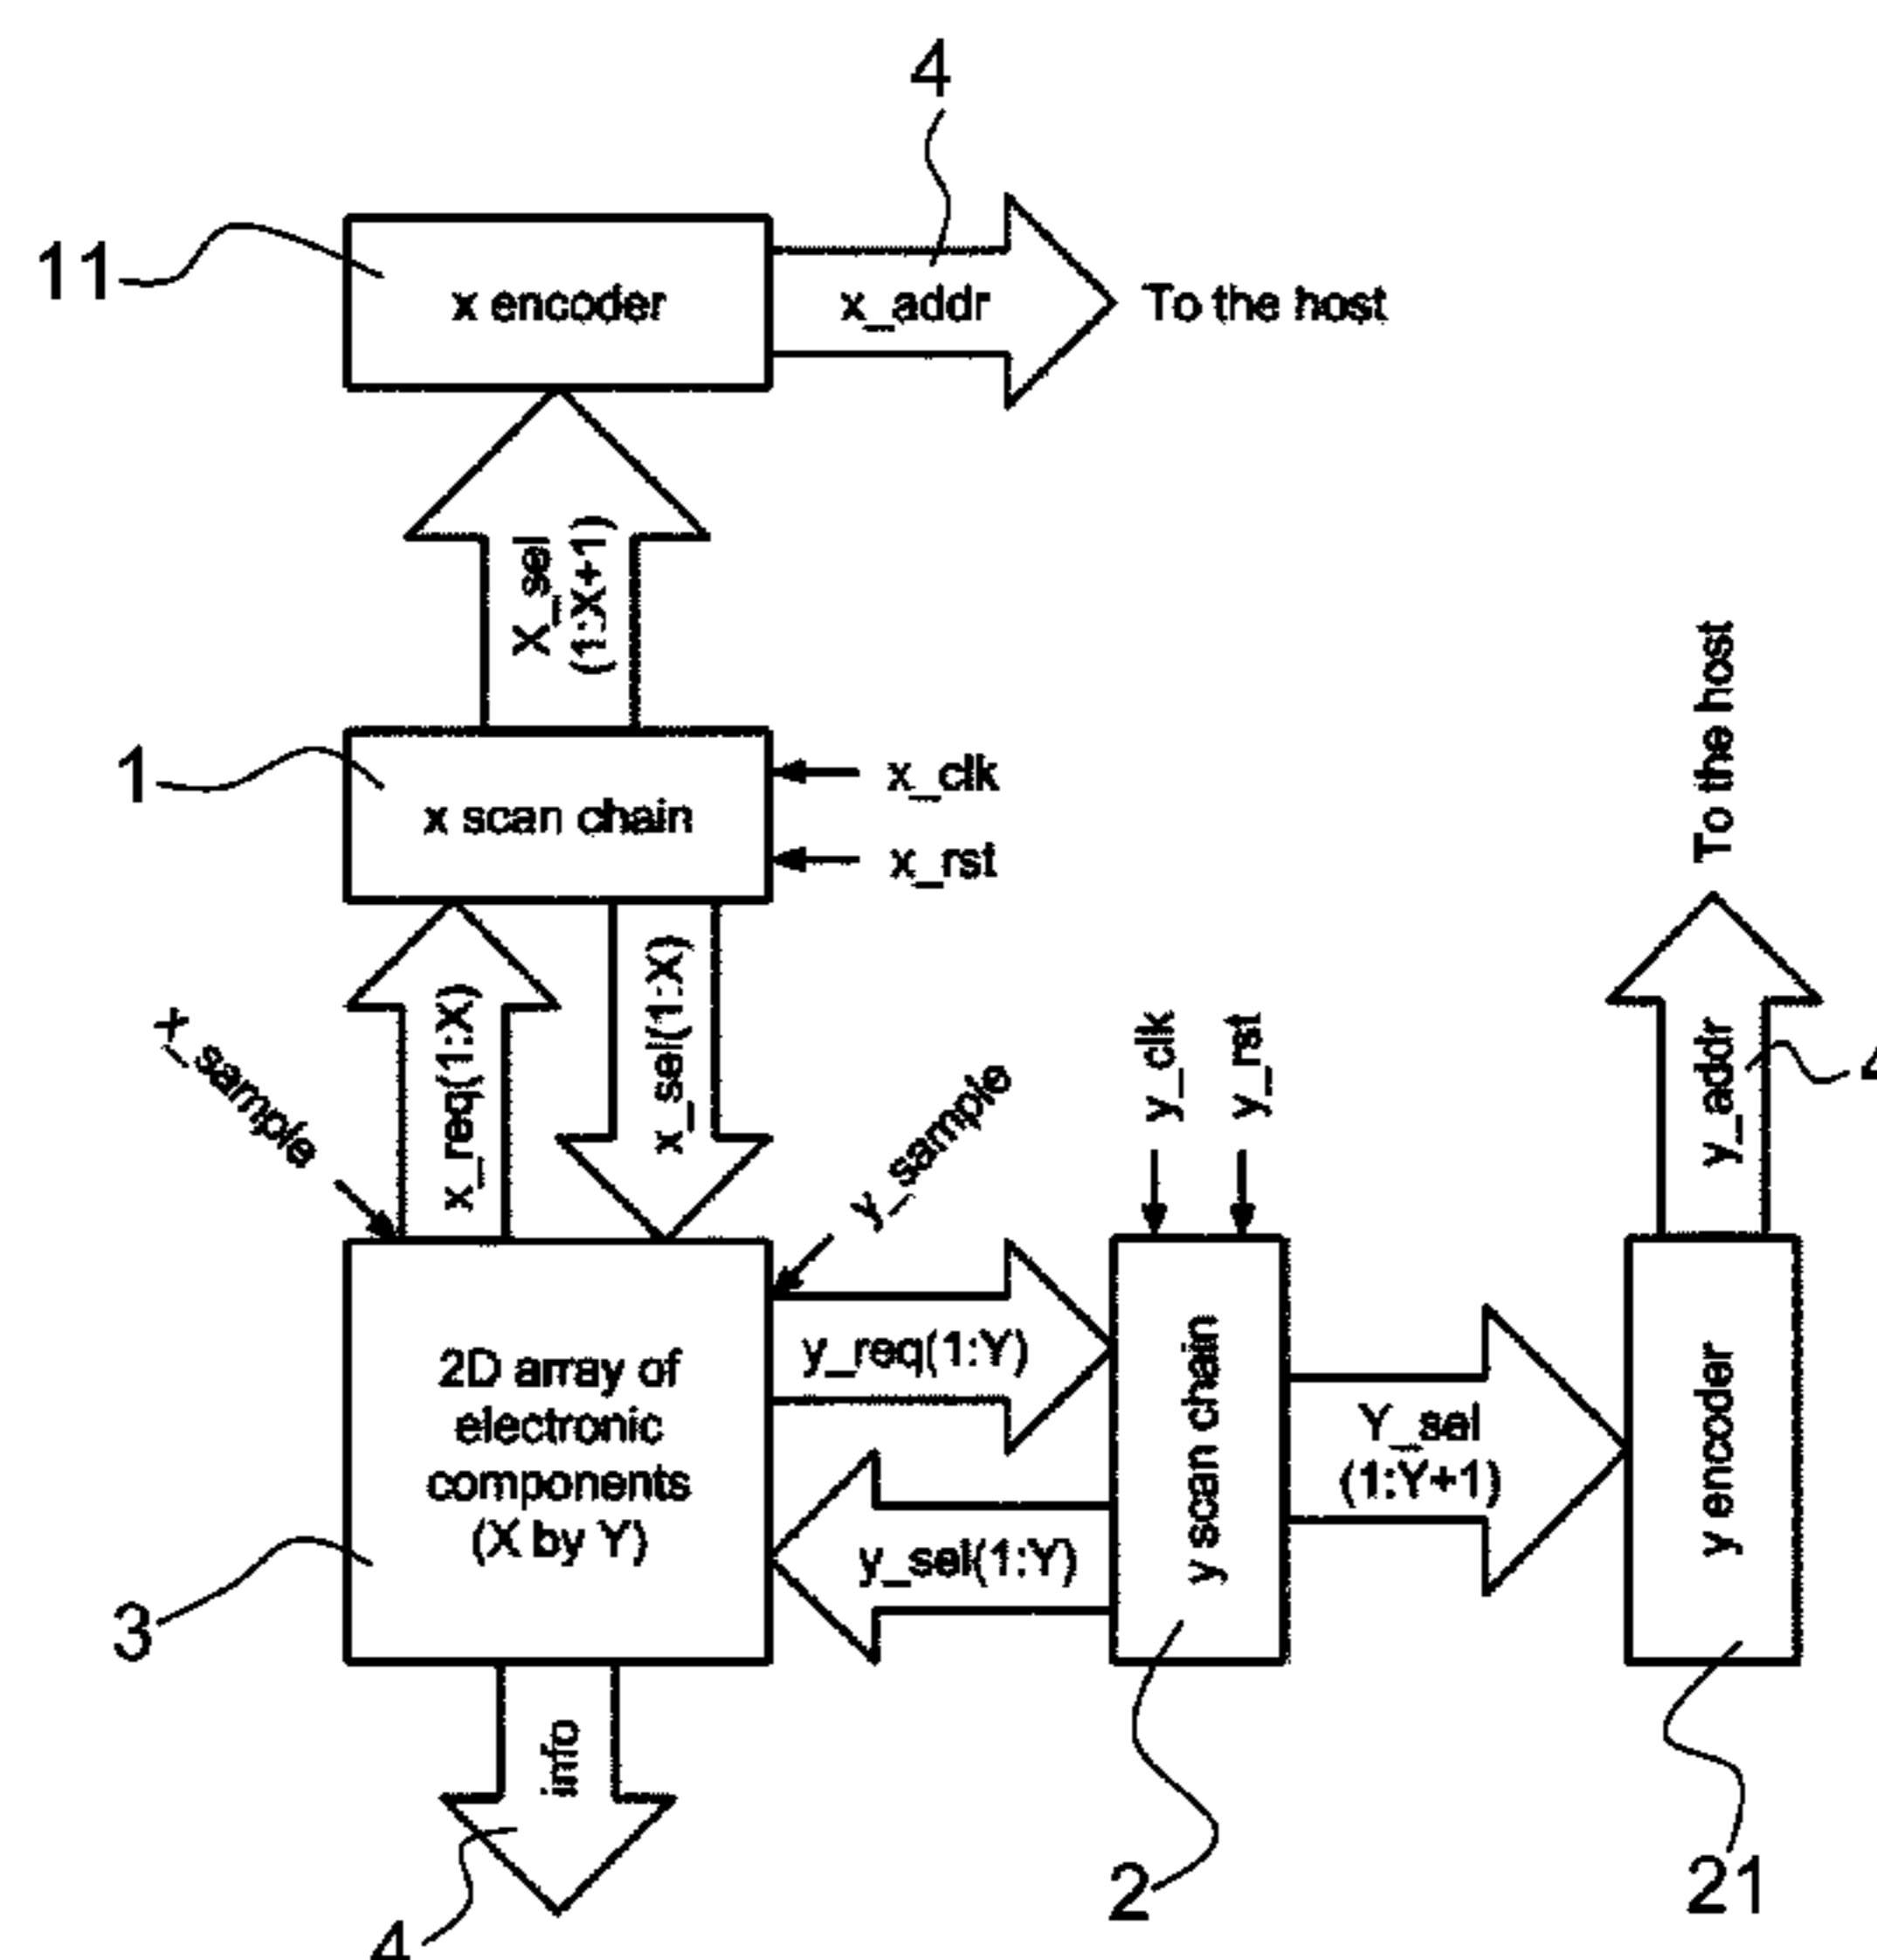 4
11
x encoder
x_addr
To the host
X_sel
(1:X+1)
1
x scan chain
x_clk
x_rst
To the host
x_sample
x_req(1:X)
x_sel(1:X)
y_sample
y_clk
y_rst
y_addr
4
2D array of
electronic
components
(X by Y)
y_req(1:Y)
y_sel(1:Y)
y scan chain
Y_sel
(1:Y+1)
y encoder
3
info
4
2
21